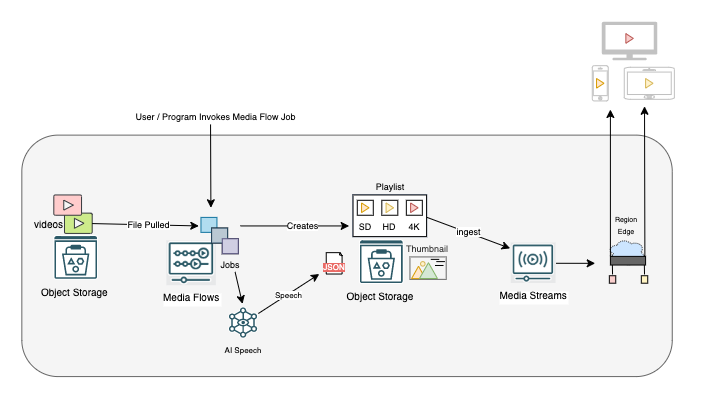 User / Program Invokes Media Flow Job
Playlist
SD HD 4K
videos
File Pulled
Creates
ingest
Region
Edge
Thumbnail
Jobs
JSON
Object Storage
Media Flows
Speech
Object Storage
Media Streams
AI Speech